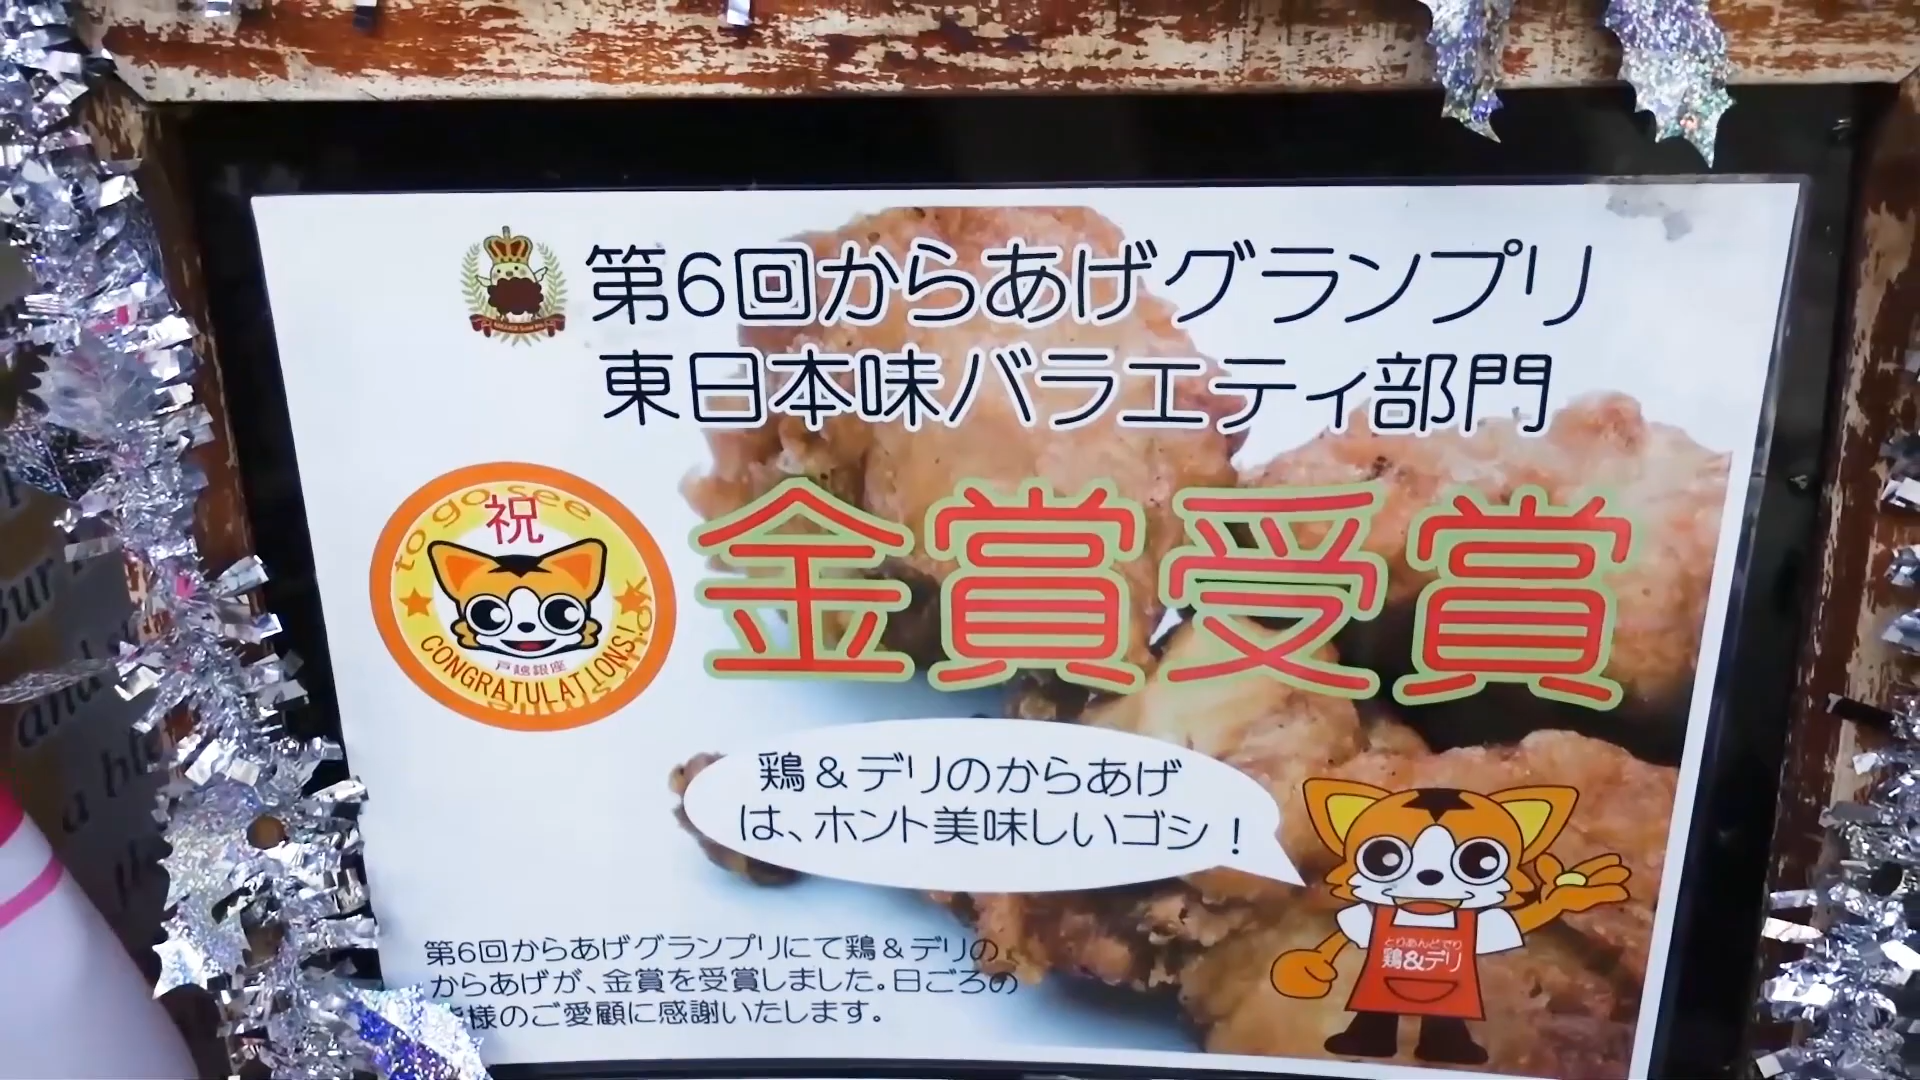 第6回からあげグランプリ
東日本味バラエティ部門
to go see
祝
戸越銀座
CONGRATULATIONS!
金賞受賞
鶏&デリのからあげ
は、ホント美味しいゴシ!
とりあんどでり
鶏&デリ
第6回からあげグランプリにて鶏&デリの
からあげが、金賞を受賞しました。日ごろの
皆様のご愛顧に感謝いたします。
and
a